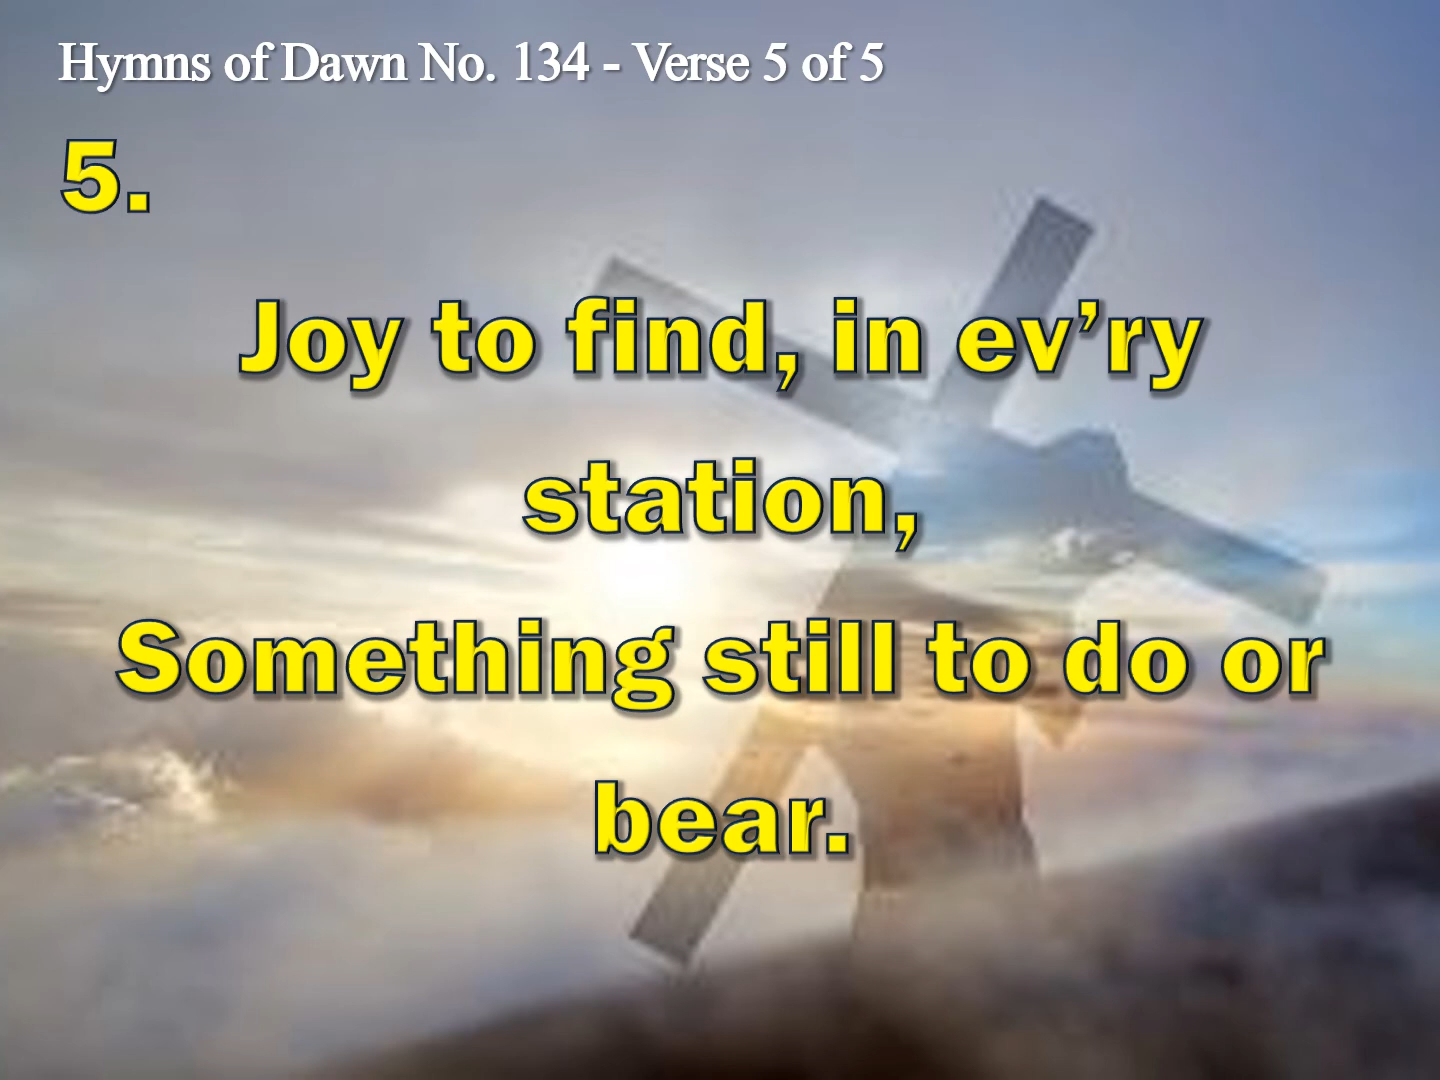 Hymns of Dawn No. 134 - Verse 5 of 5
5.
Joy to find, in ev’ry
station,
Something still to do or
bear.